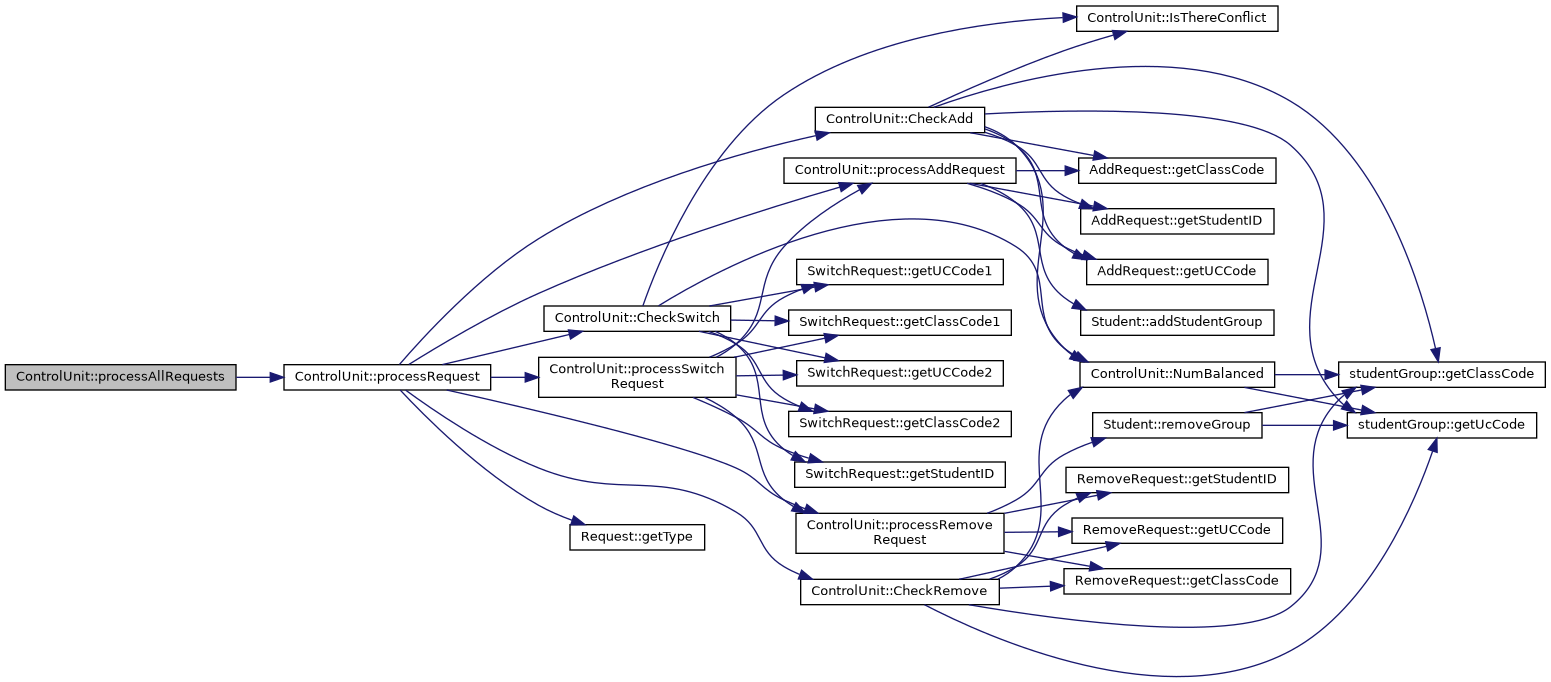 ControlUnit::processAllRequests
ControlUnit::processRequest
ControlUnit::CheckAdd
ControlUnit::processAddRequest
ControlUnit::CheckSwitch
ControlUnit::processSwitch
Request
Request::getType
SwitchRequest::getUCCode1
SwitchRequest::getClassCode1
SwitchRequest::getUCCode2
SwitchRequest::getClassCode2
SwitchRequest::getStudentID
ControlUnit::processRemove
Request
ControlUnit::CheckRemove
ControlUnit::IsThereConflict
AddRequest::getClassCode
AddRequest::getStudentID
AddRequest::getUCCode
Student::addStudentGroup
ControlUnit::NumBalanced
Student::removeGroup
RemoveRequest::getStudentID
RemoveRequest::getUCCode
RemoveRequest::getClassCode
studentGroup::getClassCode
studentGroup::getUcCode